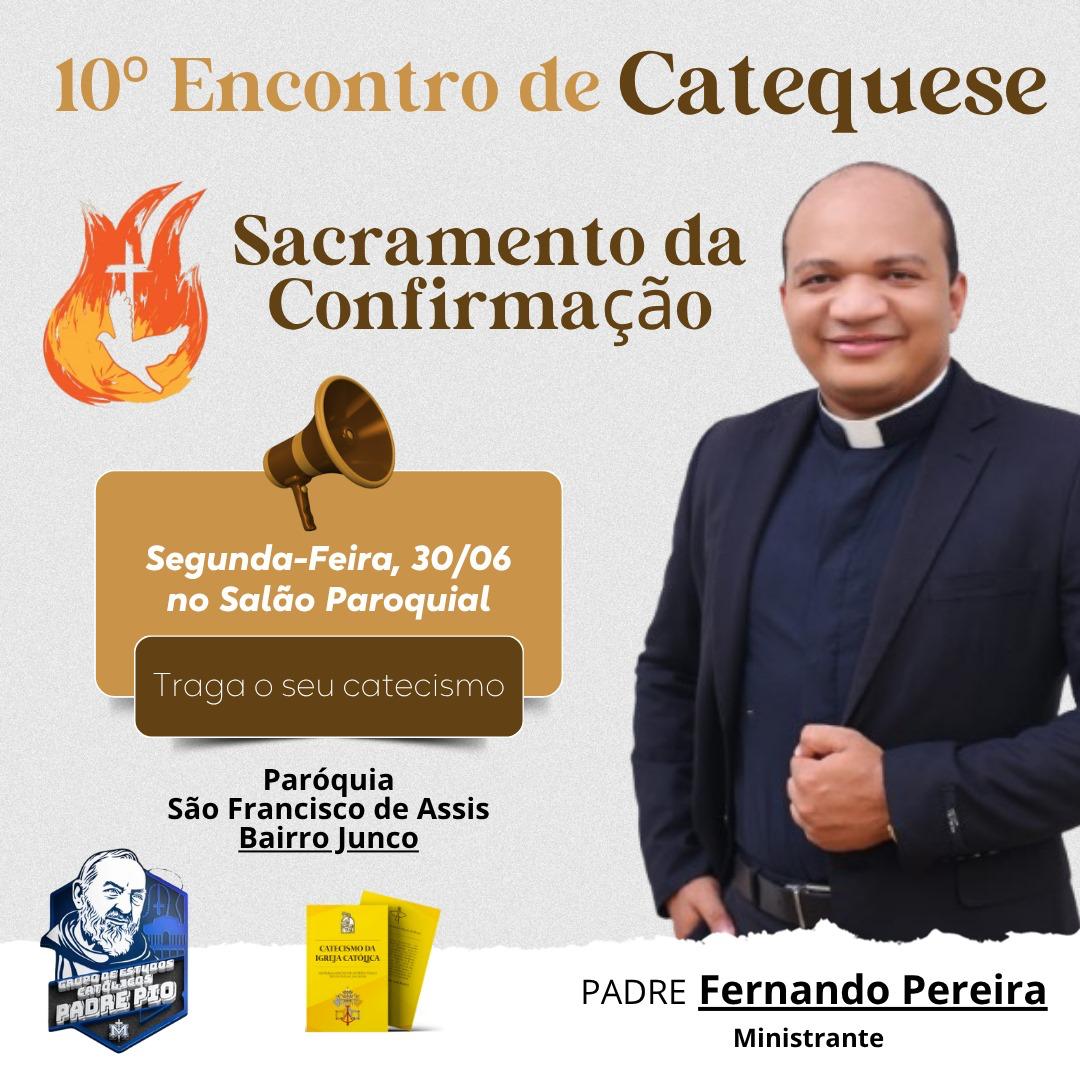 10º Encontro de Catequese
Sacramento da
Confirmação
Segunda-Feira, 30/06
no Salão Paroquial
Traga o seu catecismo
Paróquia
São Francisco de Assis
Bairro Junco
GRUPO DE ESTUDOS
CATÓLICOS
PADRE PIO
CATECISMO DA
IGREJA CATÓLICA
PADRE Fernando Pereira
Ministrante